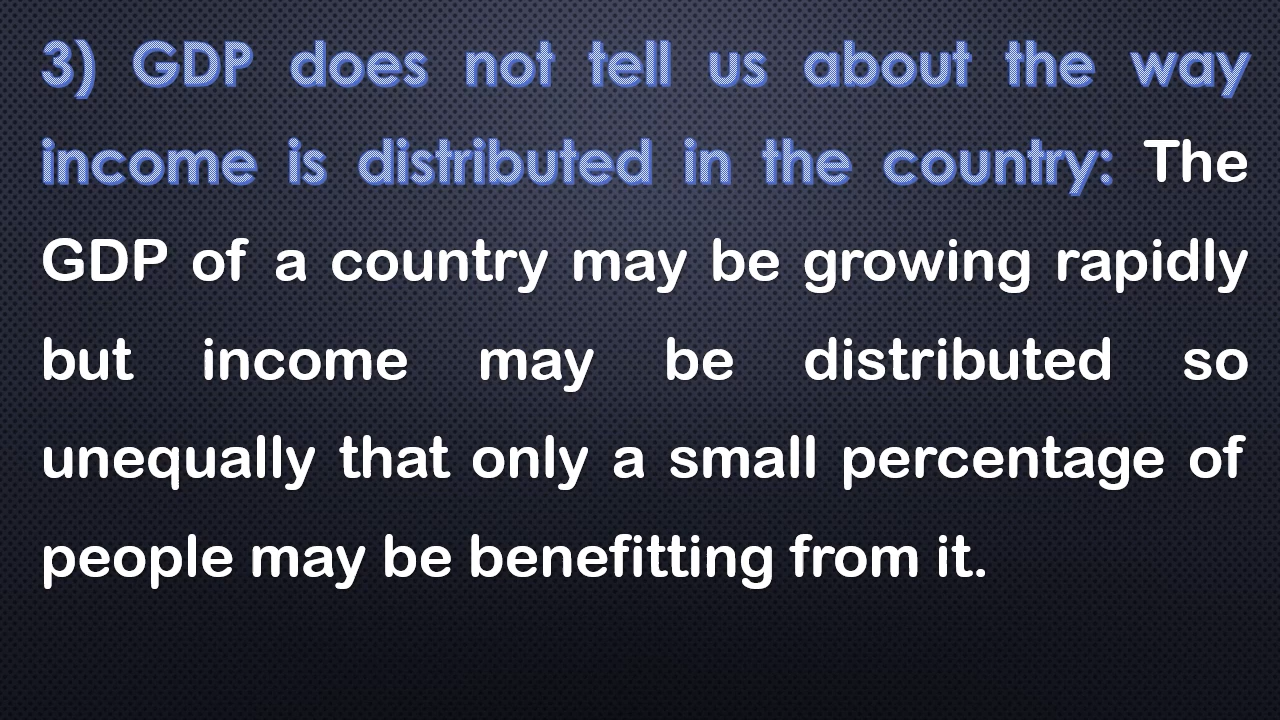 3) GDP does not tell us about the way
income is distributed in the country: The
GDP of a country may be growing rapidly
but income may be distributed so
unequally that only a small percentage of
people may be benefitting from it.